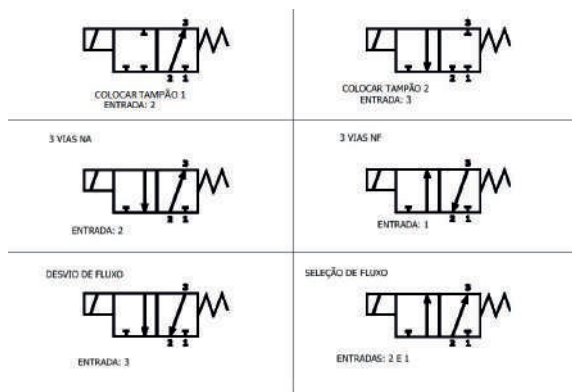 3
2 1
COLOCAR TAMPÃO 1
ENTRADA: 2
3
2 1
COLOCAR TAMPÃO 2
ENTRADA: 3
3 VIAS NA
3
2 1
ENTRADA: 2
3 VIAS NF
3
2 1
ENTRADA: 1
DESVIO DE FLUXO
3
2 1
ENTRADA: 3
SELEÇÃO DE FLUXO
3
2 1
ENTRADAS: 2 E 1